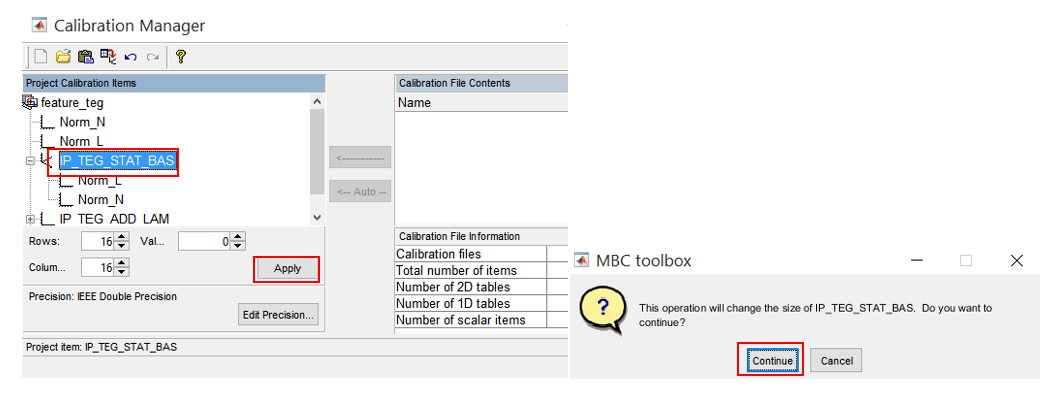 Calibration Manager
Project Calibration Items
feature_teg
Norm_N
Norm_L
IP_TEG_STAT_BAS
Norm_L
Norm_N
IP_TEG_ADD_LAM
Rows: 16 Val... 0
Colum... 16 Apply
Precision: IEEE Double Precision
Edit Precision...
Project item: IP_TEG_STAT_BAS
<-----------
<-- Auto --
Calibration File Contents
Name
Calibration File Information
Calibration files
Total number of items
Number of 2D tables
Number of 1D tables
Number of scalar items
MBC toolbox
?
This operation will change the size of IP_TEG_STAT_BAS. Do you want to
continue?
Continue Cancel